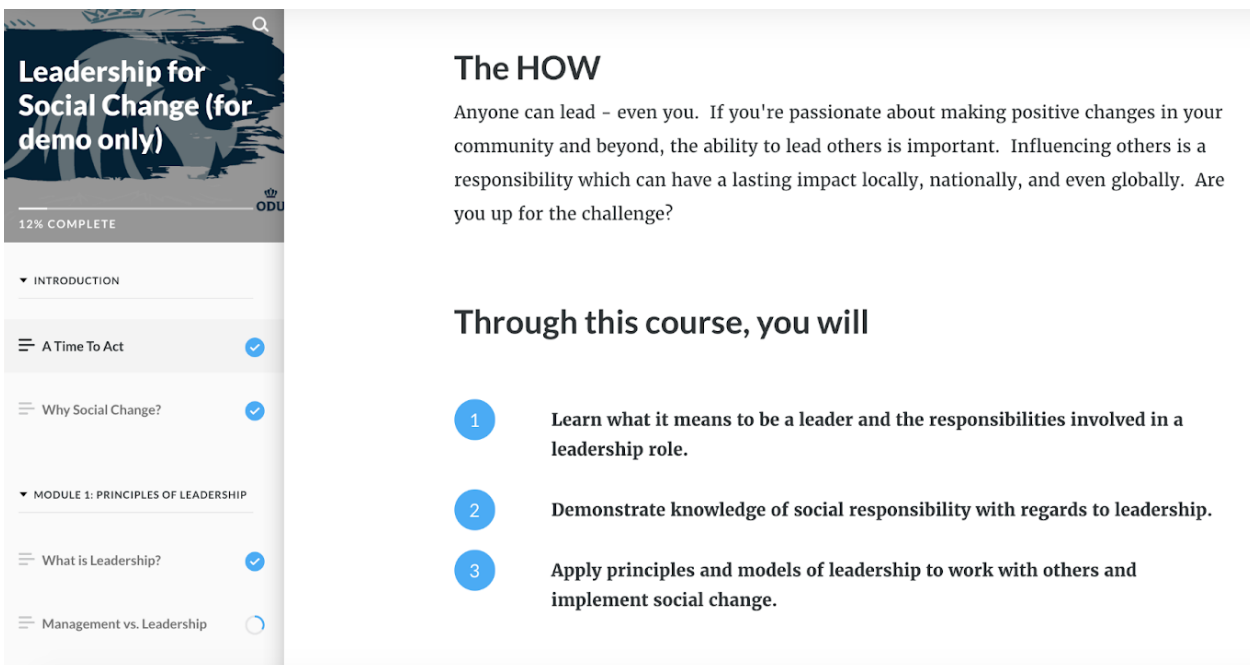 Leadership for
Social Change (for
demo only)
ODU
12% COMPLETE
INTRODUCTION
A Time To Act
Why Social Change?
MODULE 1: PRINCIPLES OF LEADERSHIP
What is Leadership?
Management vs. Leadership
The HOW
Anyone can lead - even you. If you're passionate about making positive changes in your
community and beyond, the ability to lead others is important. Influencing others is a
responsibility which can have a lasting impact locally, nationally, and even globally. Are
you up for the challenge?
Through this course, you will
1
Learn what it means to be a leader and the responsibilities involved in a
leadership role.
2
Demonstrate knowledge of social responsibility with regards to leadership.
3
Apply principles and models of leadership to work with others and
implement social change.